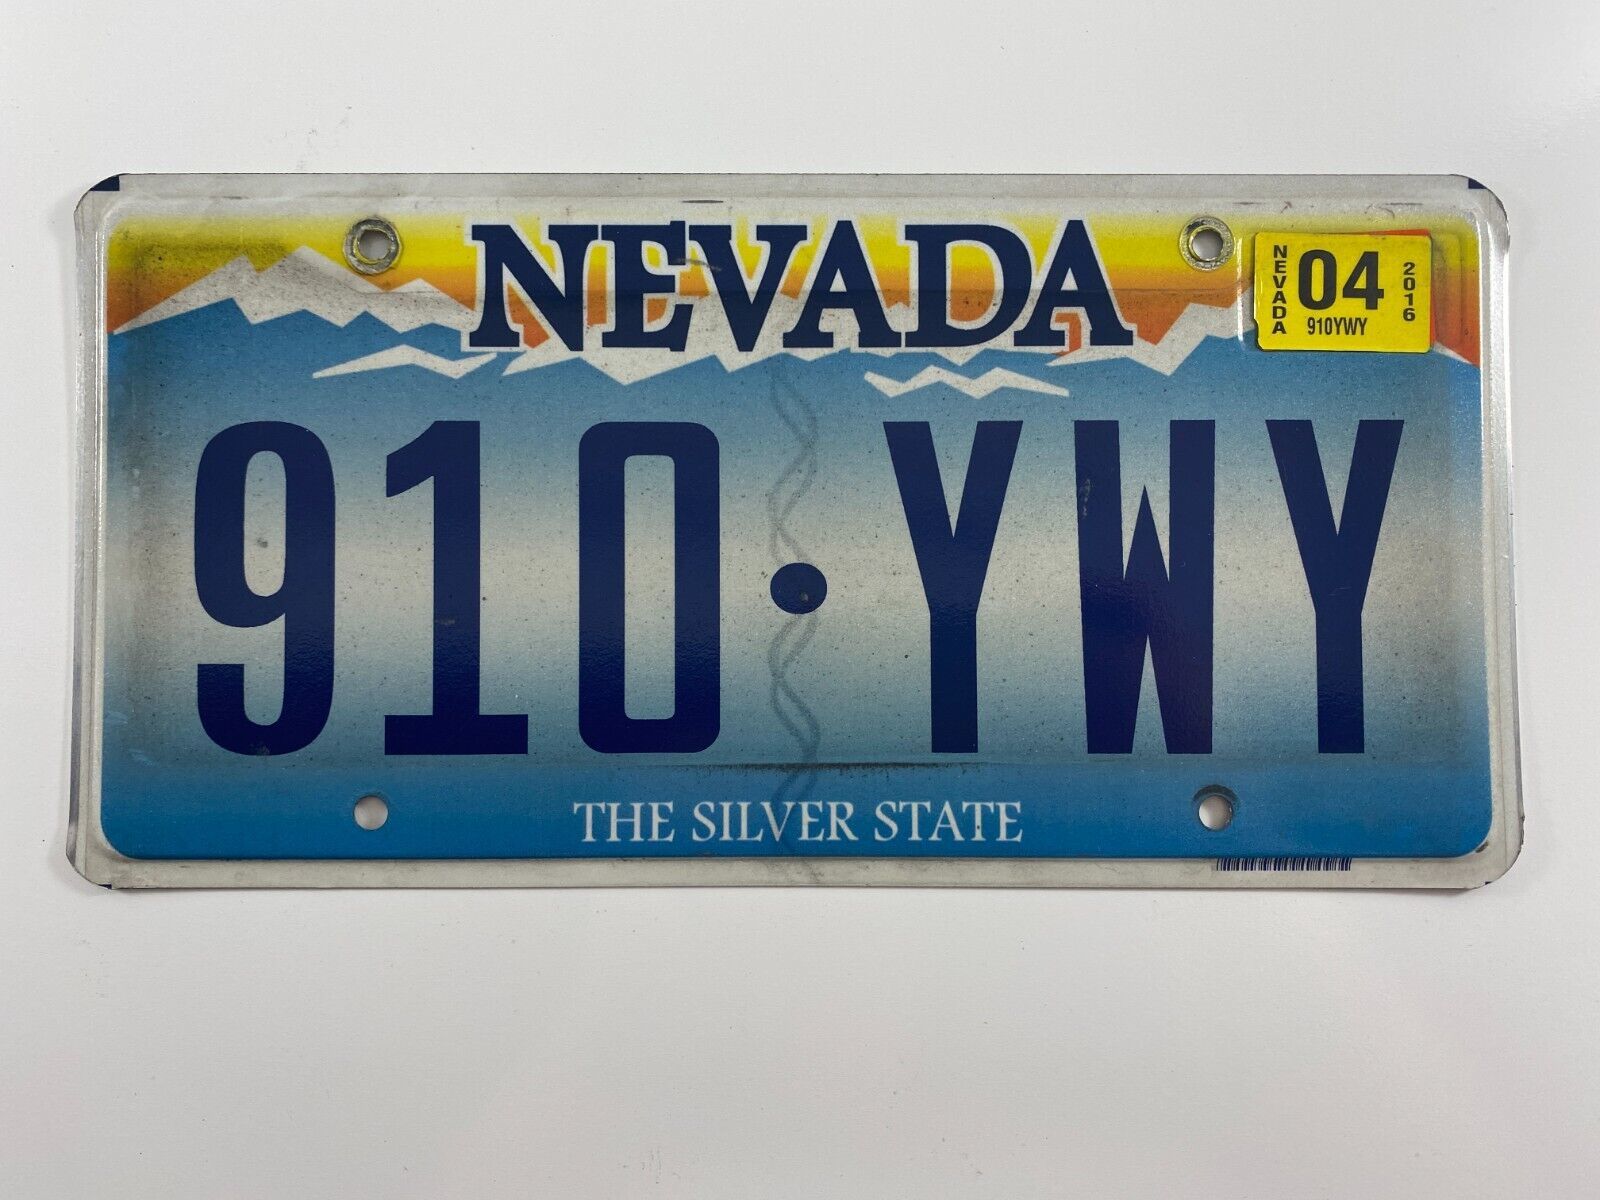 NEVADA
NEVADA 04 2016
910YWY
910·YWY
THE SILVER STATE